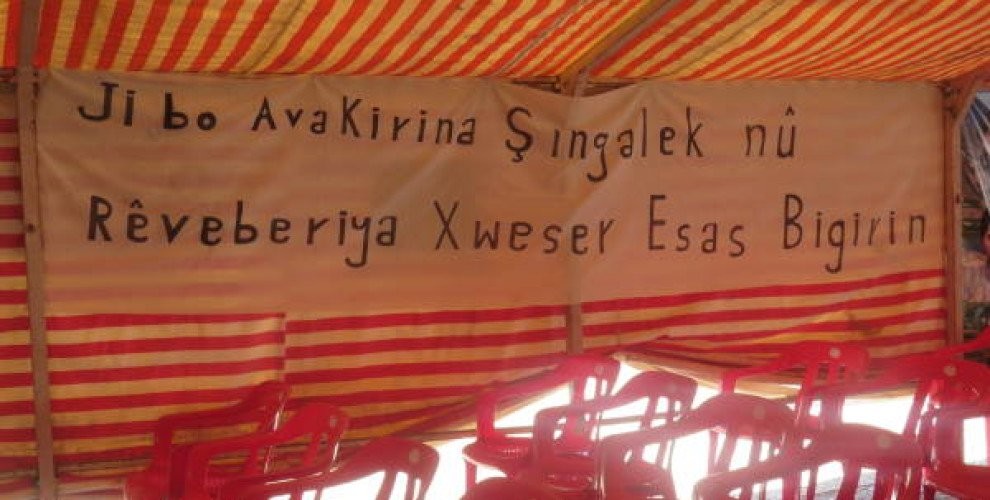 Ji bo AvaKirina Şıngalek nû
Rêveberiya Xweser Esas Bigirin